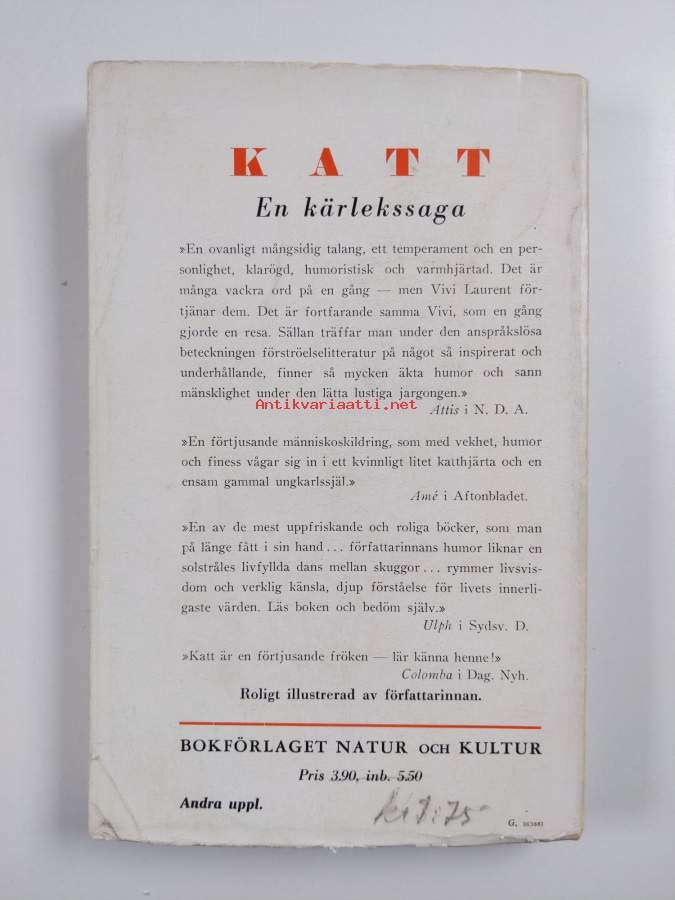 KATT
En kärlekssaga
»En ovanligt mångsidig talang, ett temperament och en per-
sonlighet, klarögd, humoristisk och varmhjärtad. Det är
många vackra ord på en gång — men Vivi Laurent för-
tjänar dem. Det är fortfarande samma Vivi, som en gång
gjorde en resa. Sällan träffar man under den anspråkslösa
beteckningen förströelselitteratur på något så inspirerat och
underhållande, finner så mycken äkta humor och sann
mänsklighet under den lätta lustiga jargongen.»
Antikvariaatti.net
Attis i N. D. A.
»En förtjusande människoskildring, som med vekhet, humor
och finess vågar sig in i ett kvinnligt litet katthjärta och en
ensam gammal ungkarlssjäl.»
Amé i Aftonbladet.
»En av de mest uppfriskande och roliga böcker, som man
på länge fått i sin hand... författarinnans humor liknar en
solstråles livfyllda dans mellan skuggor... rymmer livsvis-
dom och verklig känsla, djup förståelse för livets innerli-
gaste värden. Läs boken och bedöm själv.»
Ulph i Sydsv. D.
»Katt är en förtjusande fröken — lär känna henne!»
Colomba i Dag. Nyh.
Roligt illustrerad av författarinnan.
BOKFÖRLAGET NATUR OCH KULTUR
Pris 3.90, inb. 5.50
Andra uppl.
G.